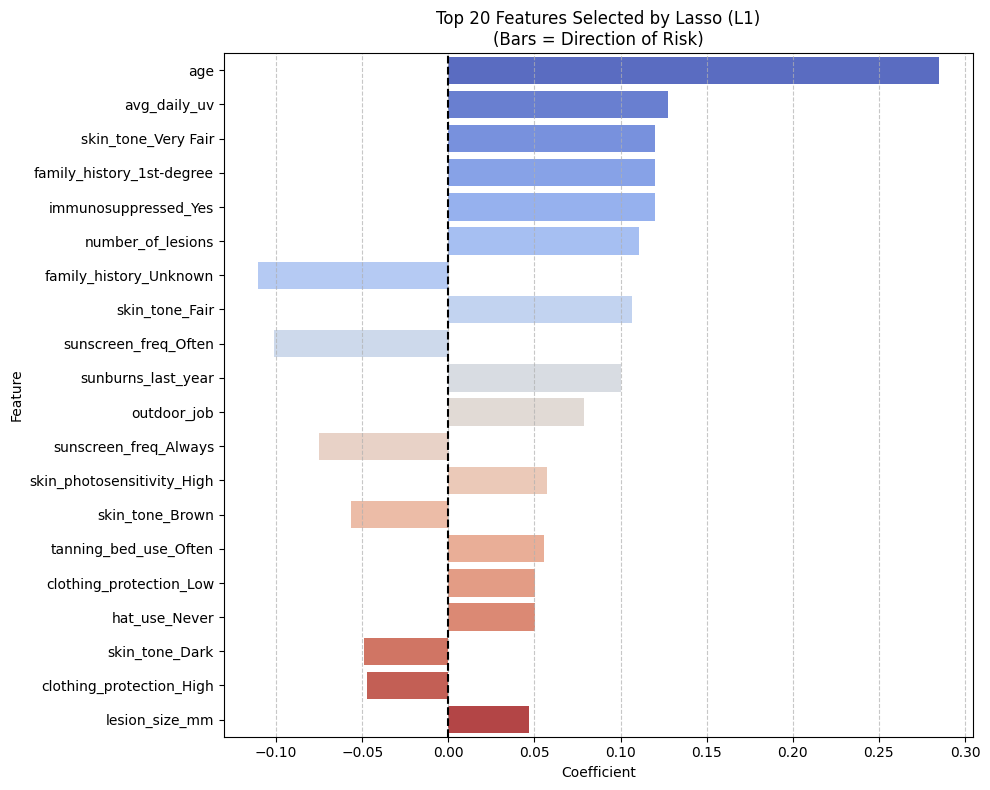 Top 20 Features Selected by Lasso (L1)
(Bars = Direction of Risk)
age
avg_daily_uv
skin_tone_Very Fair
family_history_1st-degree
immunosuppressed_Yes
number_of_lesions
family_history_Unknown
skin_tone_Fair
sunscreen_freq_Often
sunburns_last_year
outdoor_job
sunscreen_freq_Always
skin_photosensitivity_High
skin_tone_Brown
tanning_bed_use_Often
clothing_protection_Low
hat_use_Never
skin_tone_Dark
clothing_protection_High
lesion_size_mm
Feature
−0.10 −0.05 0.00 0.05 0.10 0.15 0.20 0.25 0.30
Coefficient